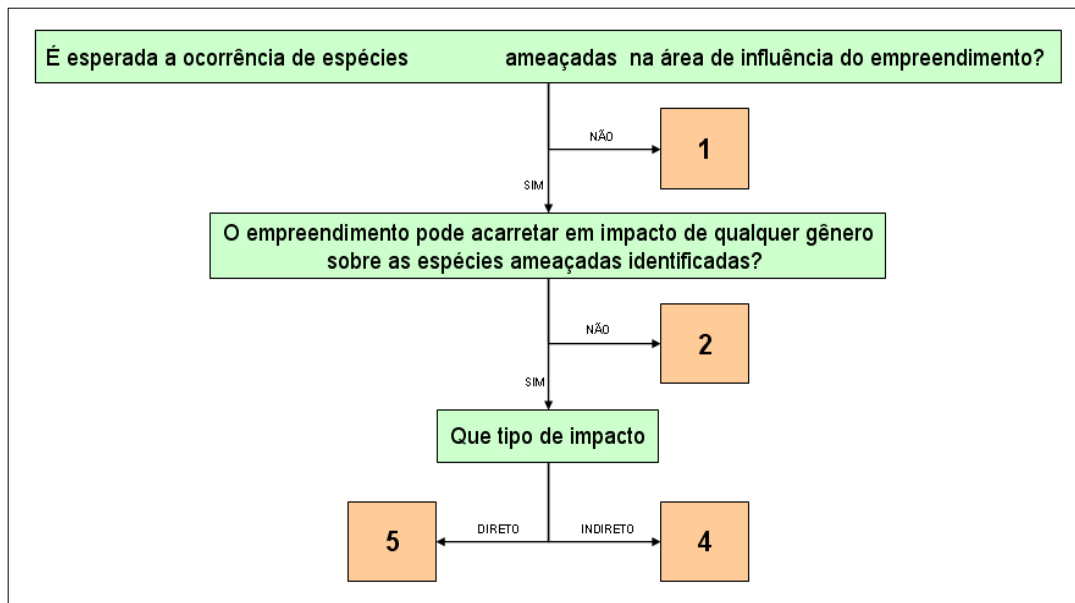 É esperada a ocorrência de espécies ameaçadas na área de influência do empreendimento?
NÃO
1
SIM
O empreendimento pode acarretar em impacto de qualquer gênero
sobre as espécies ameaçadas identificadas?
NÃO
2
SIM
Que tipo de impacto
5
DIRETO
INDIRETO
4